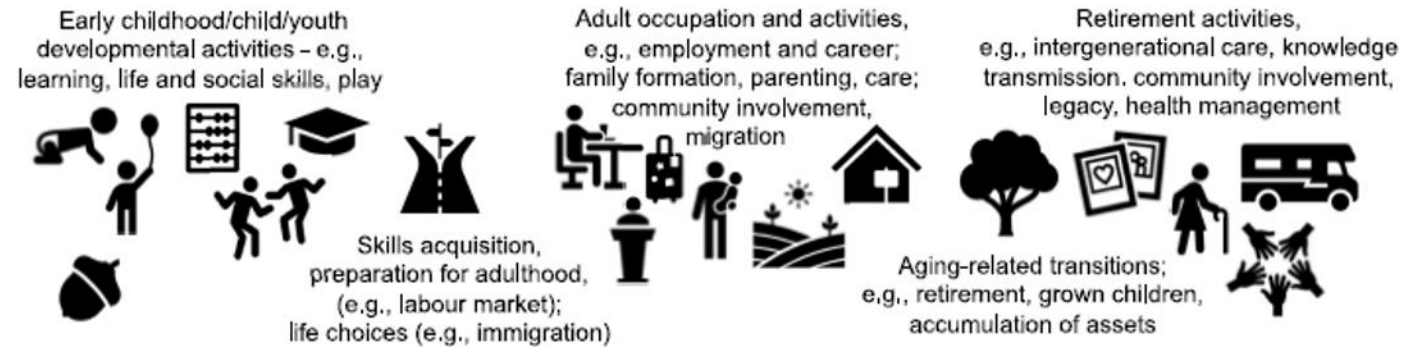 Early childhood/child/youth
developmental activities – e.g.,
learning, life and social skills, play
Skills acquisition,
preparation for adulthood,
(e.g., labour market);
life choices (e.g., immigration)
Adult occupation and activities,
e.g., employment and career;
family formation, parenting, care;
community involvement,
migration
Aging-related transitions;
e.g., retirement, grown children,
accumulation of assets
Retirement activities,
e.g., intergenerational care, knowledge
transmission. community involvement,
legacy, health management